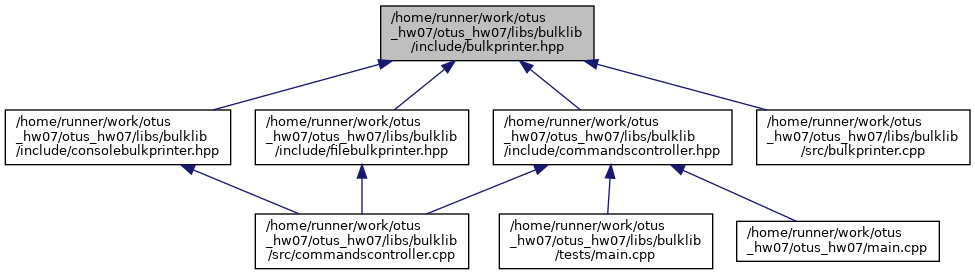 /home/runner/work/otus
_hw07/otus_hw07/libs/bulklib
/include/bulkprinter.hpp
/home/runner/work/otus
_hw07/otus_hw07/libs/bulklib
/include/consolebulkprinter.hpp
/home/runner/work/otus
_hw07/otus_hw07/libs/bulklib
/include/filebulkprinter.hpp
/home/runner/work/otus
_hw07/otus_hw07/libs/bulklib
/include/commandscontroller.hpp
/home/runner/work/otus
_hw07/otus_hw07/libs/bulklib
/src/bulkprinter.cpp
/home/runner/work/otus
_hw07/otus_hw07/libs/bulklib
/src/commandscontroller.cpp
/home/runner/work/otus
_hw07/otus_hw07/libs/bulklib
/tests/main.cpp
/home/runner/work/otus
_hw07/otus_hw07/main.cpp